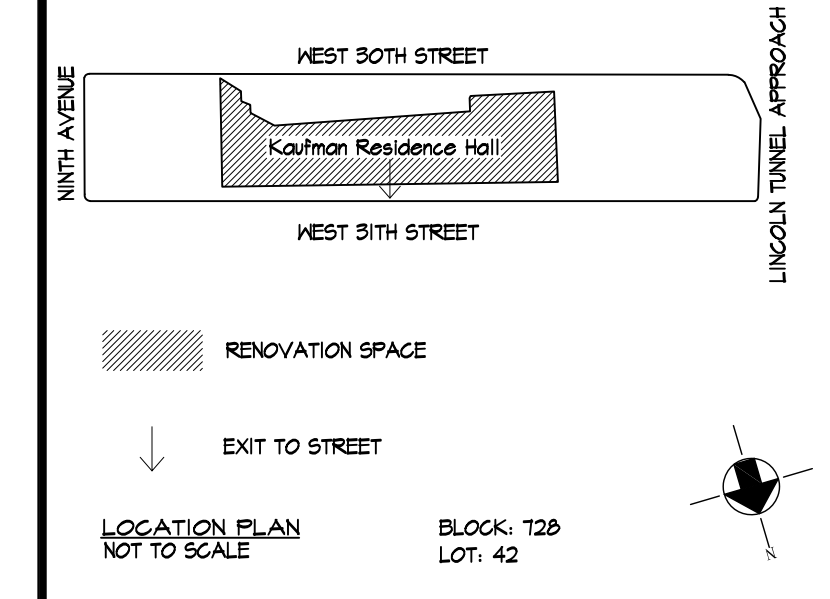 WEST 30TH STREET
NINTH AVENUE
LINCOLN TUNNEL APPROACH
Kaufman Residence Hall
WEST 31TH STREET
RENOVATION SPACE
EXIT TO STREET
LOCATION PLAN
NOT TO SCALE
BLOCK: 728
LOT: 42
N